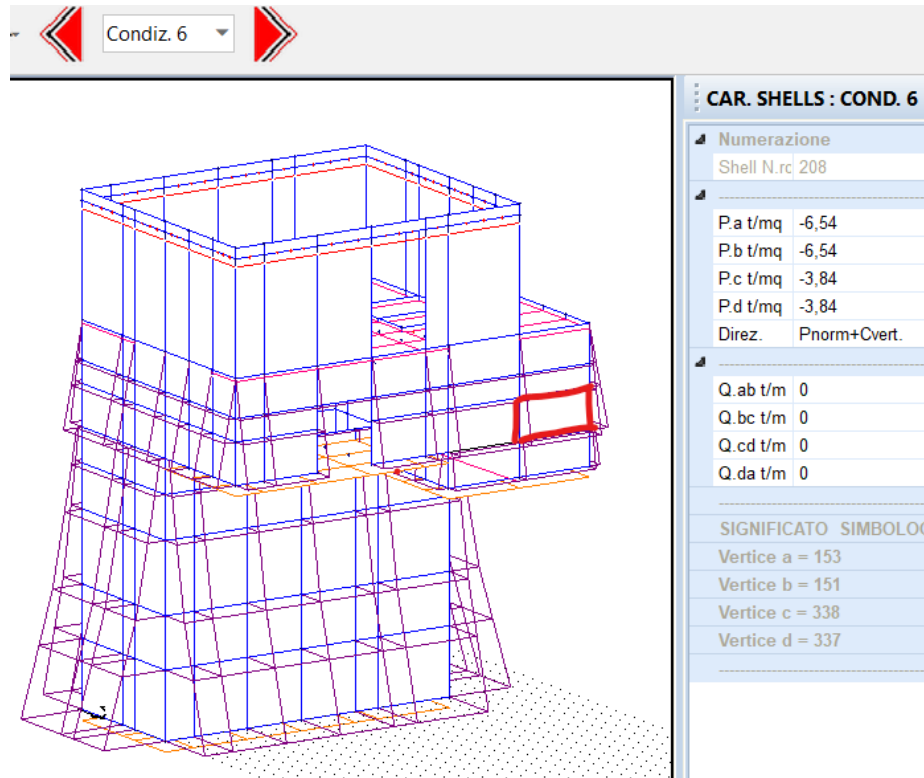 Condiz. 6
CAR. SHELLS : COND. 6
Numerazione
Shell N.rc 208
P.a t/mq -6,54
P.b t/mq -6,54
P.c t/mq -3,84
P.d t/mq -3,84
Direz. Pnorm+Cvert.
Q.ab t/m 0
Q.bc t/m 0
Q.cd t/m 0
Q.da t/m 0
SIGNIFICATO SIMBOLOG
Vertice a = 153
Vertice b = 151
Vertice c = 338
Vertice d = 337